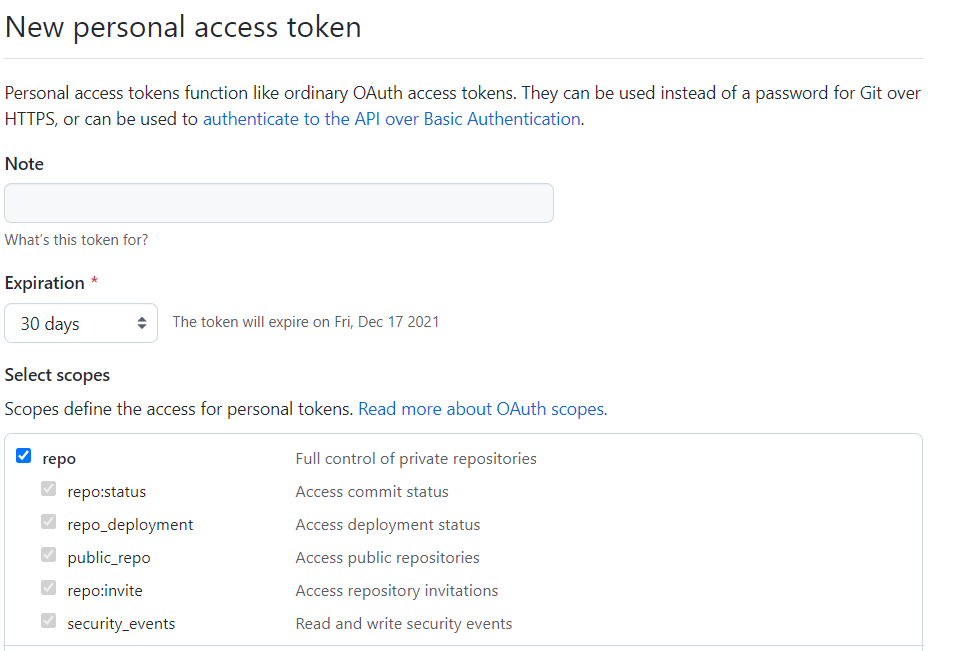 New personal access token
Personal access tokens function like ordinary OAuth access tokens. They can be used instead of a password for Git over
HTTPS, or can be used to authenticate to the API over Basic Authentication.
Note
What's this token for?
Expiration *
30 days The token will expire on Fri, Dec 17 2021
Select scopes
Scopes define the access for personal tokens. Read more about OAuth scopes.
repo Full control of private repositories
repo:status Access commit status
repo_deployment Access deployment status
public_repo Access public repositories
repo:invite Access repository invitations
security_events Read and write security events